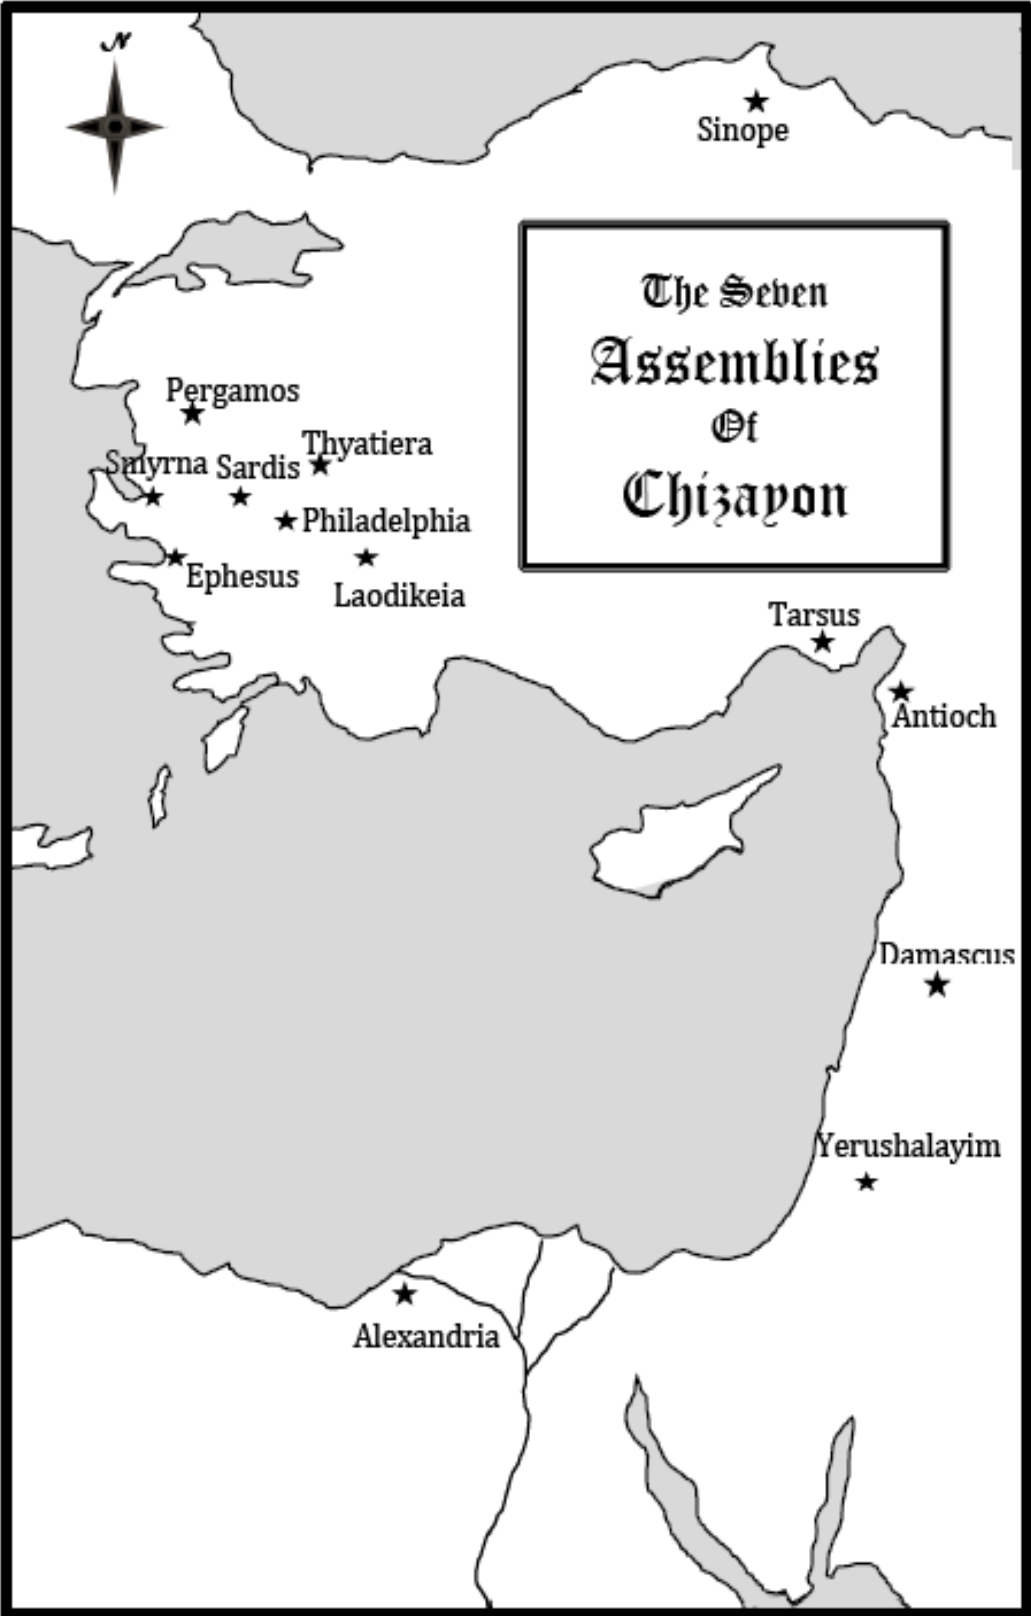 N
Sinope
The Seven
Assemblies
Of
Chizayon
Pergamos
Thyatiera
Smyrna Sardis
Philadelphia
Ephesus
Laodikeia
Tarsus
Antioch
Damascus
Yerushalayim
Alexandria